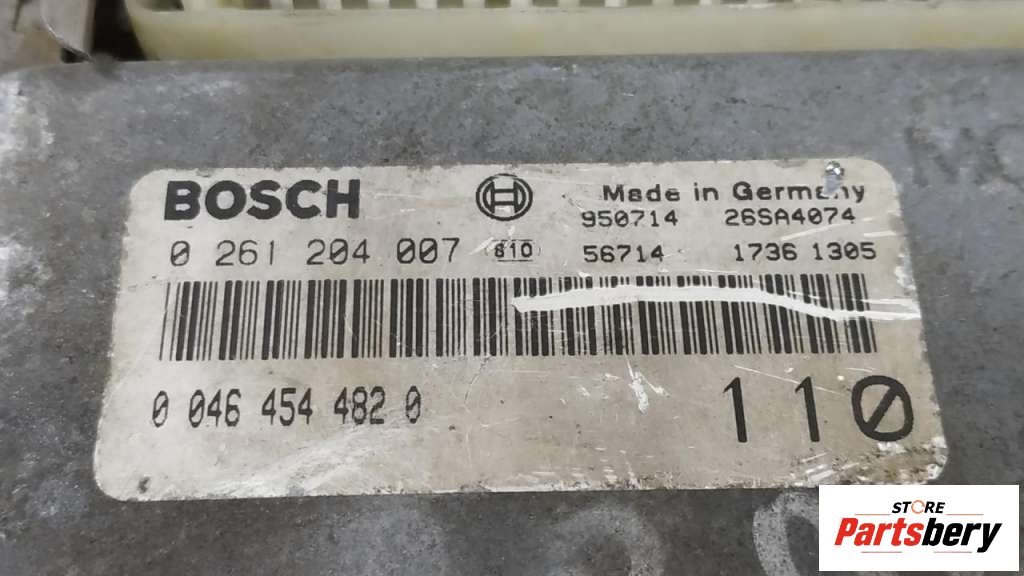 BOSCH
Made in Germany
950714 26SA4074
0 261 204 007 810 56714 1736 1305
0 046 454 482 0
110
STORE
Partsbery